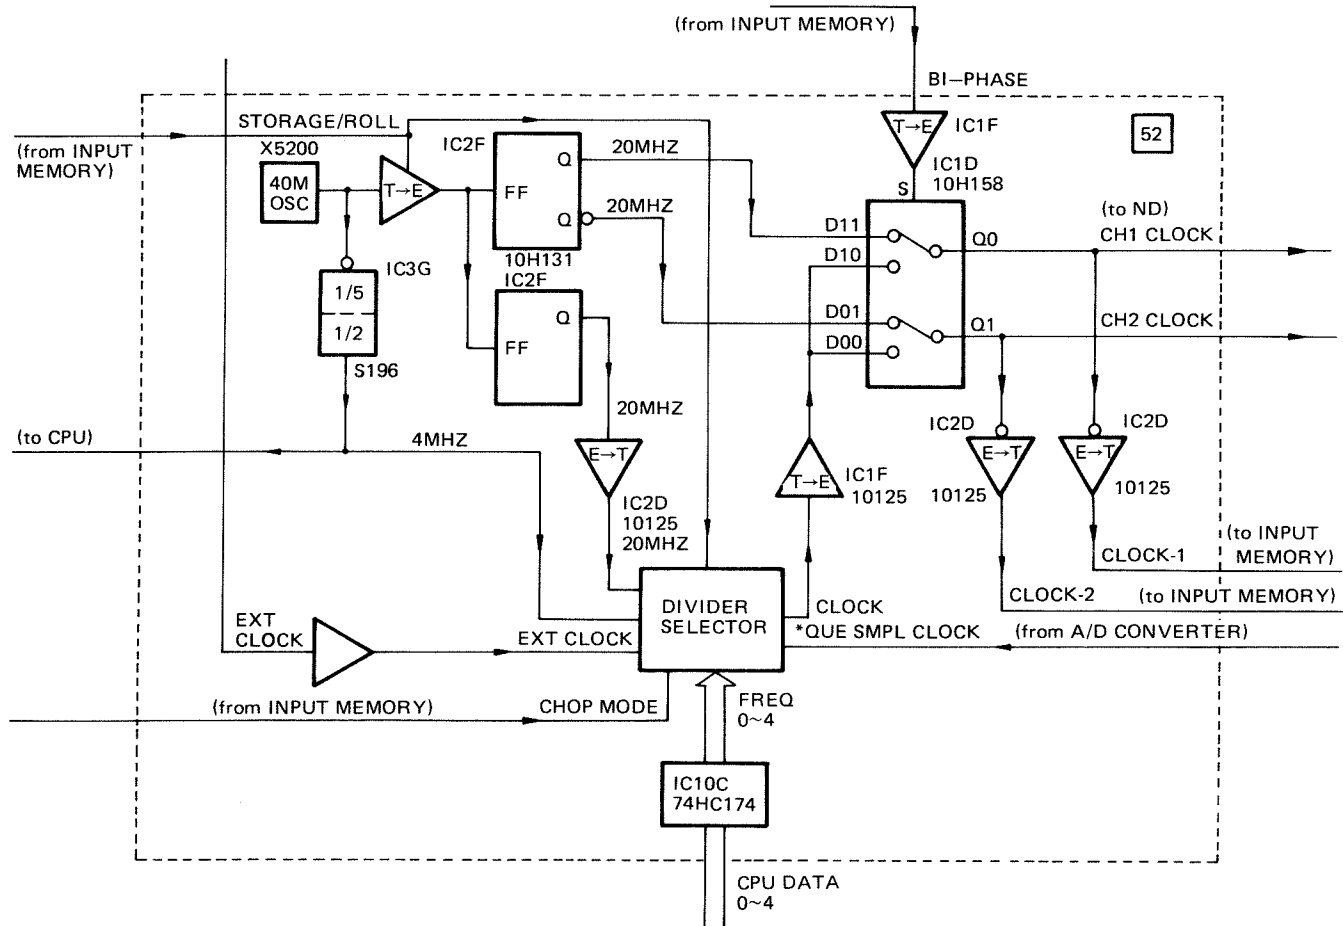 (from INPUT MEMORY)
BI-PHASE
STORAGE/ROLL
(from INPUT
MEMORY)
X5200
40M
OSC
T→E
IC2F
Q
FF
Q
10H131
20MHZ
20MHZ
T→E
IC1F
IC1D
10H158
S
52
D11
D10
D01
D00
Q0
Q1
(to ND)
CH1 CLOCK
CH2 CLOCK
IC3G
1/5
1/2
S196
IC2F
Q
FF
20MHZ
(to CPU)
4MHZ
E→T
IC2D
10125
20MHZ
T→E
IC1F
10125
IC2D
E→T
10125
IC2D
E→T
10125
CLOCK-1
(to INPUT
MEMORY)
CLOCK-2
(to INPUT MEMORY)
EXT
CLOCK
EXT CLOCK
DIVIDER
SELECTOR
CLOCK
*QUE SMPL CLOCK
(from A/D CONVERTER)
(from INPUT MEMORY)
CHOP MODE
FREQ
0~4
IC10C
74HC174
CPU DATA
0~4